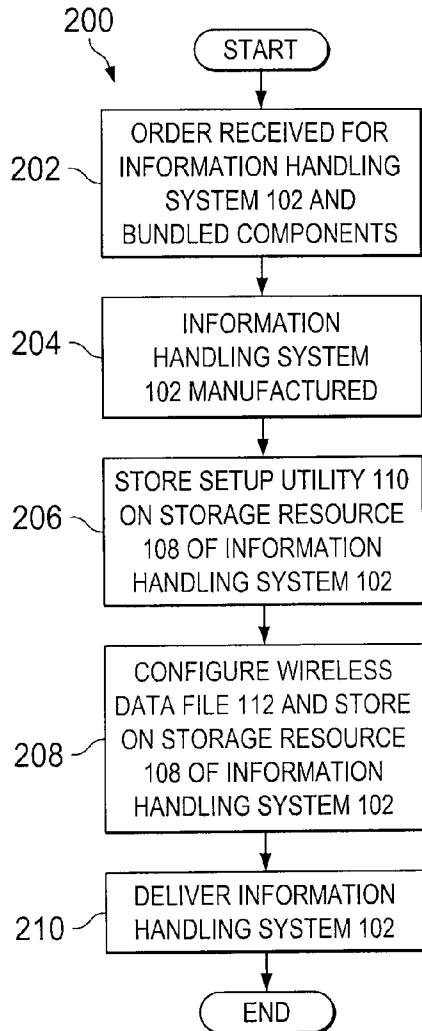 200
START
202
ORDER RECEIVED FOR
INFORMATION HANDLING
SYSTEM 102 AND
BUNDLED COMPONENTS
204
INFORMATION
HANDLING SYSTEM
102 MANUFACTURED
206
STORE SETUP UTILITY 110
ON STORAGE RESOURCE
108 OF INFORMATION
HANDLING SYSTEM 102
208
CONFIGURE WIRELESS
DATA FILE 112 AND STORE
ON STORAGE RESOURCE
108 OF INFORMATION
HANDLING SYSTEM 102
210
DELIVER INFORMATION
HANDLING SYSTEM 102
END